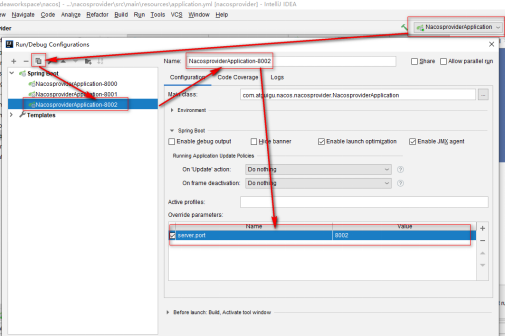 deaworkspace\nacos] - ...\nacosprovider\src\main\resources\application.yml [nacosprovider] - IntelliJ IDEA
ew Navigate Code Analyze Refactor Build Run Tools VCS Window Help
vider
NacosproviderApplication
Run/Debug Configurations
Name: NacosproviderApplication-8002
Share
Allow parallel run
Spring Boot
NacosproviderApplication-8000
NacosproviderApplication-8001
NacosproviderApplication-8002
Templates
Configuration Code Coverage Logs
Main class: com.atguigu.nacos.nacosprovider.NacosproviderApplication
Environment
Spring Boot
Enable debug output Hide banner Enable launch optimization Enable JMX agent
Running Application Update Policies
On 'Update' action: Do nothing
On frame deactivation: Do nothing
Active profiles:
Override parameters:
Name Value
server.port 8002
Before launch: Build, Activate tool window